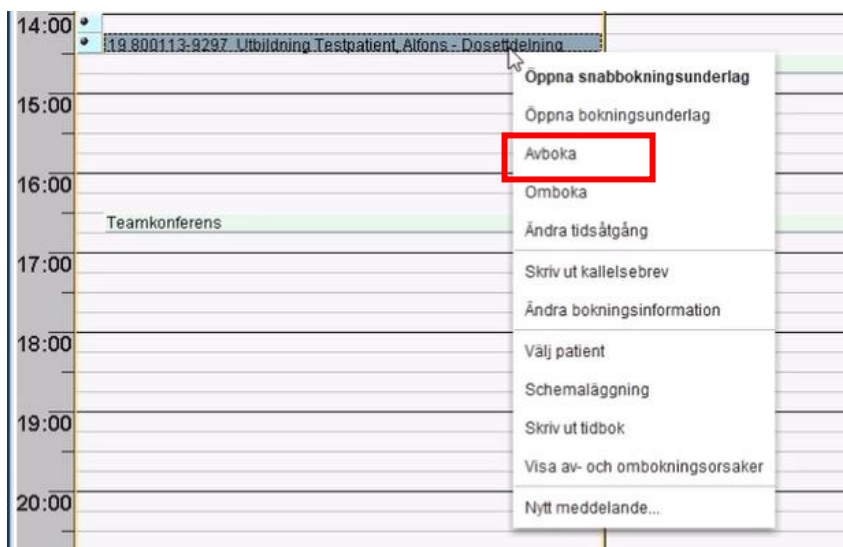 14:00
19 800113-9297 Utbildning Testpatient, Alfons - Dosettdelning
Öppna snabbokningsunderlag
15:00
Öppna bokningsunderlag
Avboka
16:00
Omboka
Teamkonferens
Ändra tidsåtgång
17:00
Skriv ut kallelsebrev
Ändra bokningsinformation
18:00
Välj patient
Schemaläggning
19:00
Skriv ut tidbok
Visa av- och ombokningsorsaker
20:00
Nytt meddelande...